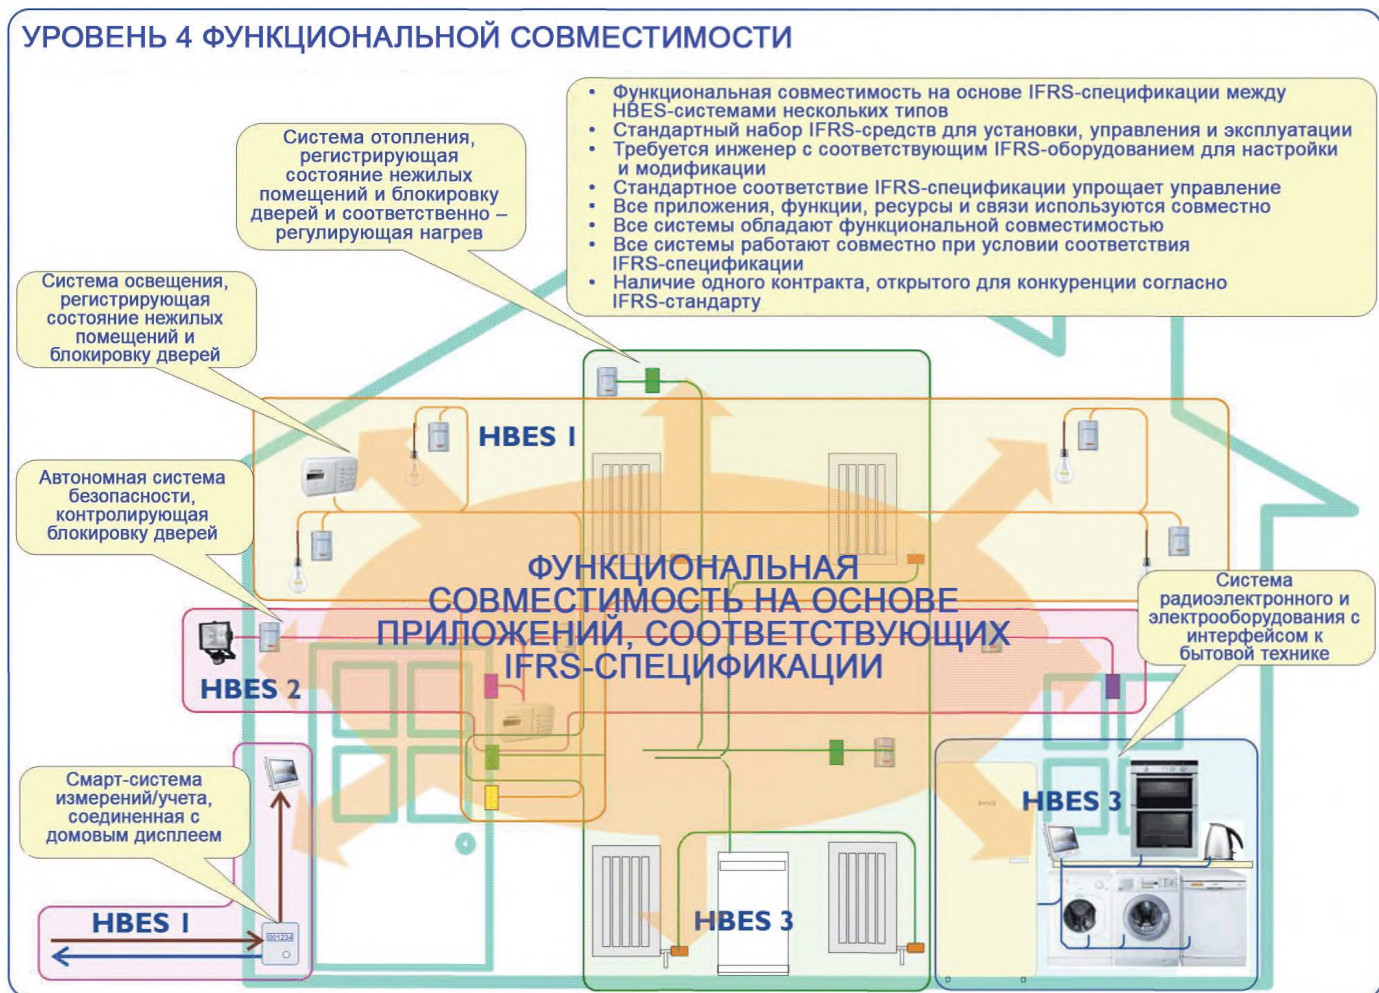 УРОВЕНЬ 4 ФУНКЦИОНАЛЬНОЙ СОВМЕСТИМОСТИ
• Функциональная совместимость на основе IFRS-спецификации между
HBES-системами нескольких типов
• Стандартный набор IFRS-средств для установки, управления и эксплуатации
• Требуется инженер с соответствующим IFRS-оборудованием для настройки
и модификации
• Стандартное соответствие IFRS-спецификации упрощает управление
• Все приложения, функции, ресурсы и связи используются совместно
• Все системы обладают функциональной совместимостью
• Все системы работают совместно при условии соответствия
IFRS-спецификации
• Наличие одного контракта, открытого для конкуренции согласно
IFRS-стандарту
Система отопления,
регистрирующая
состояние нежилых
помещений и блокировку
дверей и соответственно –
регулирующая нагрев
Система освещения,
регистрирующая
состояние нежилых
помещений и
блокировку дверей
HBES 1
Автономная система
безопасности,
контролирующая
блокировку дверей
ФУНКЦИОНАЛЬНАЯ
СОВМЕСТИМОСТЬ НА ОСНОВЕ
ПРИЛОЖЕНИЙ, СООТВЕТСТВУЮЩИХ
IFRS-СПЕЦИФИКАЦИИ
Система
радиоэлектронного и
электрооборудования с
интерфейсом к
бытовой технике
HBES 2
Смарт-система
измерений/учета,
соединенная с
домовым дисплеем
HBES 3
HBES 1
001234
HBES 3